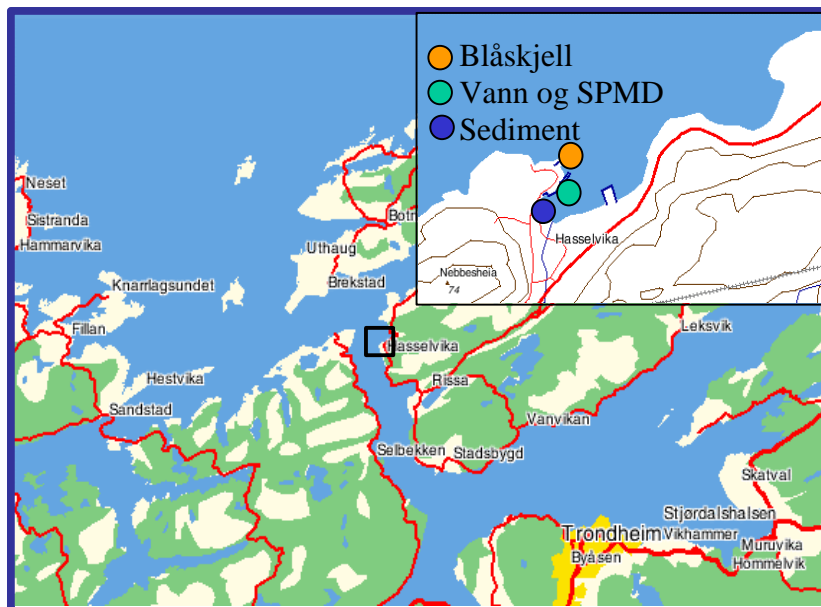 Blåskjell
Vann og SPMD
Sediment
Hasselvika
Nebbesheia
74
Neset
Sistranda
Hammarvika
Botn
Uthaug
Brekstad
Knarrlagsundet
Fillan
Hestvika
Sandstad
Hasselvika
Rissa
Leksvik
Vanvikan
Selbekken
Stadsbygd
Skatval
Stjørdalshalsen
Trondheim
Vikhammer
Byåsen
Muruvika
Hommelvik